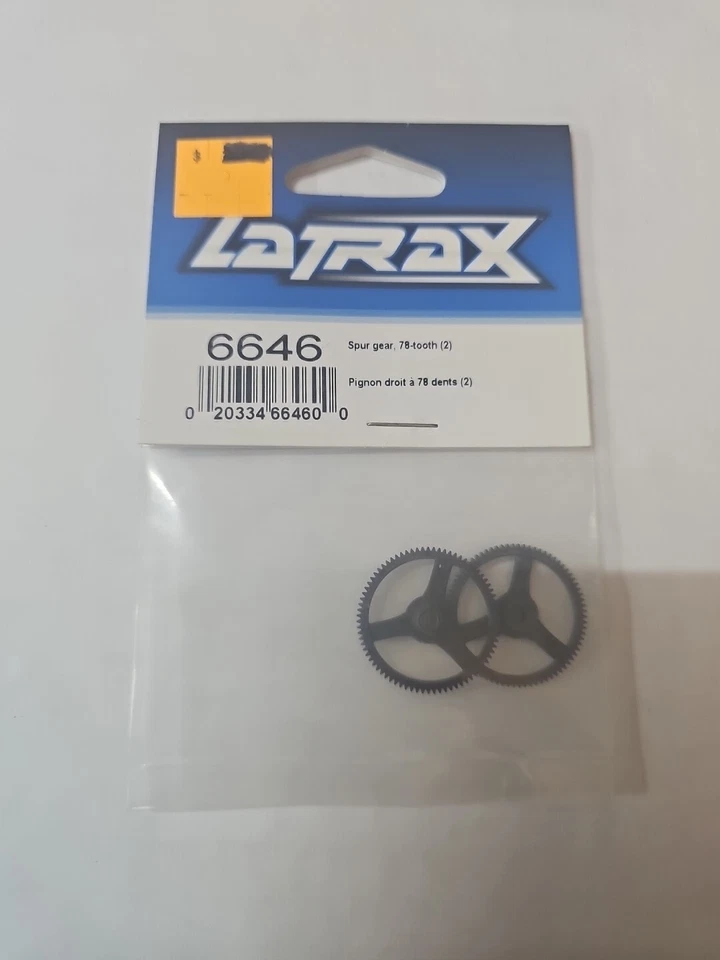 $
LaTRAX
6646
Spur gear, 78-tooth (2)
Pignon droit à 78 dents (2)
0 20334 66460 0